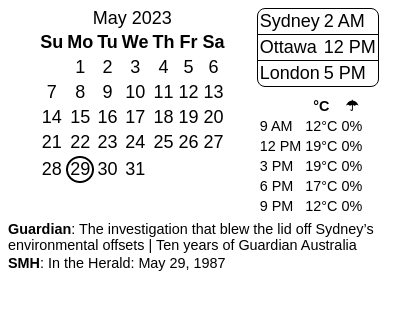 May 2023
Su Mo Tu We Th Fr Sa
1 2 3 4 5 6
7 8 9 10 11 12 13
14 15 16 17 18 19 20
21 22 23 24 25 26 27
28 29 30 31
Sydney 2 AM
Ottawa 12 PM
London 5 PM
°C ☂
9 AM 12°C 0%
12 PM 19°C 0%
3 PM 19°C 0%
6 PM 17°C 0%
9 PM 12°C 0%
Guardian: The investigation that blew the lid off Sydney’s
environmental offsets | Ten years of Guardian Australia
SMH: In the Herald: May 29, 1987